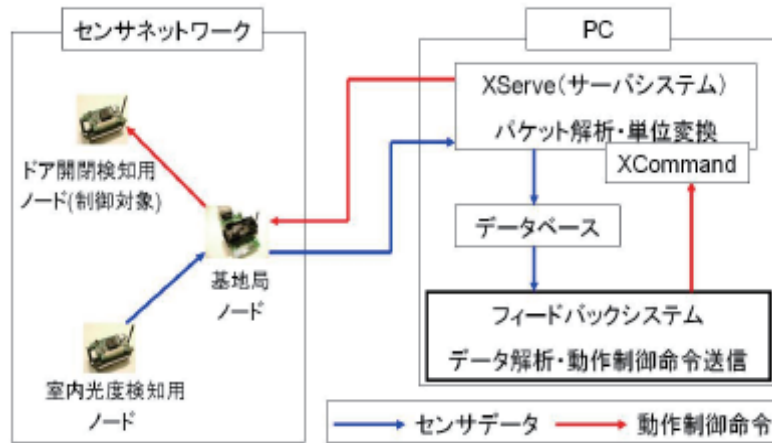 センサネットワーク
ドア開閉検知用
ノード(制御対象)
基地局
ノード
室内光度検知用
ノード
PC
XServe(サーバシステム)
パケット解析・単位変換
XCommand
データベース
フィードバックシステム
データ解析・動作制御命令送信
センサデータ
動作制御命令